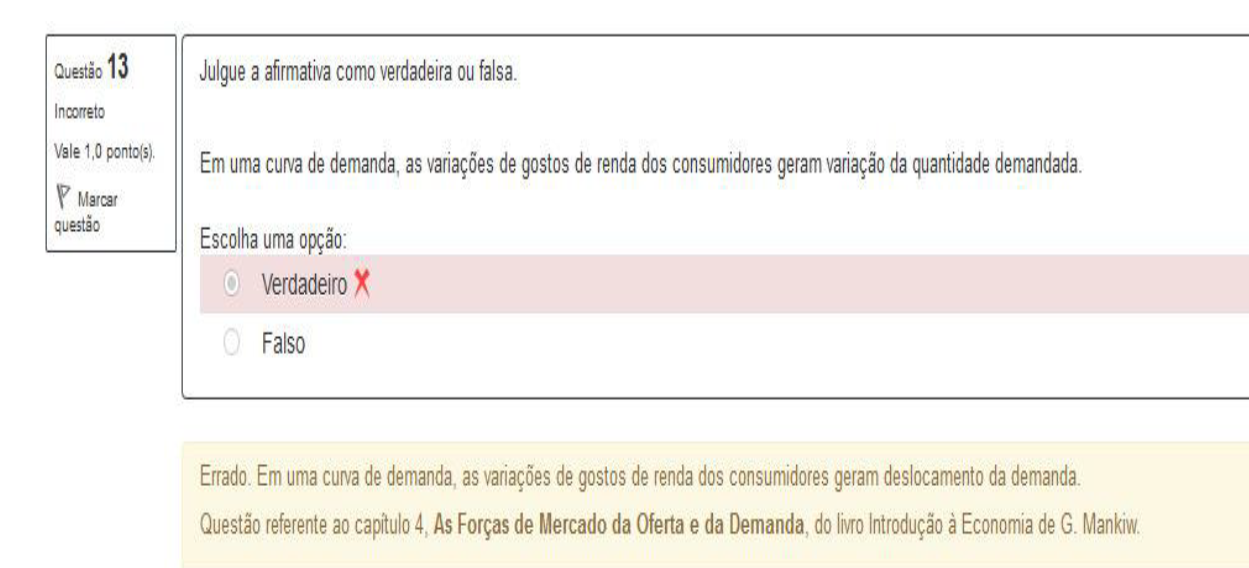 Questão 13
Incorreto
Vale 1,0 ponto(s).
Marcar
questão
Julgue a afirmativa como verdadeira ou falsa.
Em uma curva de demanda, as variações de gostos de renda dos consumidores geram variação da quantidade demandada.
Escolha uma opção:
Verdadeiro
Falso
Errado. Em uma curva de demanda, as variações de gostos de renda dos consumidores geram deslocamento da demanda.
Questão referente ao capítulo 4, As Forças de Mercado da Oferta e da Demanda, do livro Introdução à Economia de G. Mankiw.